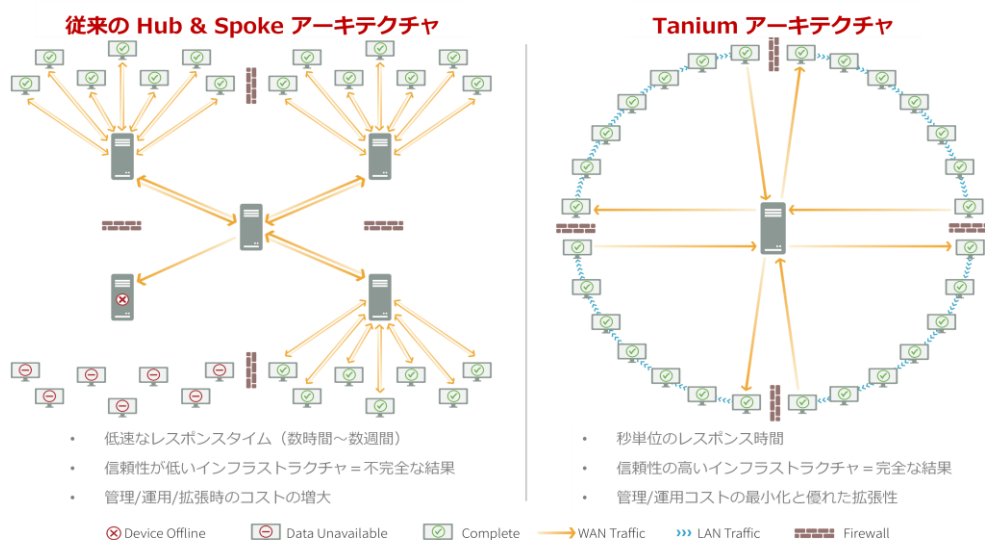 従来の Hub & Spoke アーキテクチャ
Tanium アーキテクチャ
• 低速なレスポンスタイム（数時間～数週間）
• 信頼性が低いインフラストラクチャ＝不完全な結果
• 管理/運用/拡張時のコストの増大
• 秒単位のレスポンス時間
• 信頼性の高いインフラストラクチャ＝完全な結果
• 管理/運用コストの最小化と優れた拡張性
Device Offline Data Unavailable Complete WAN Traffic LAN Traffic Firewall